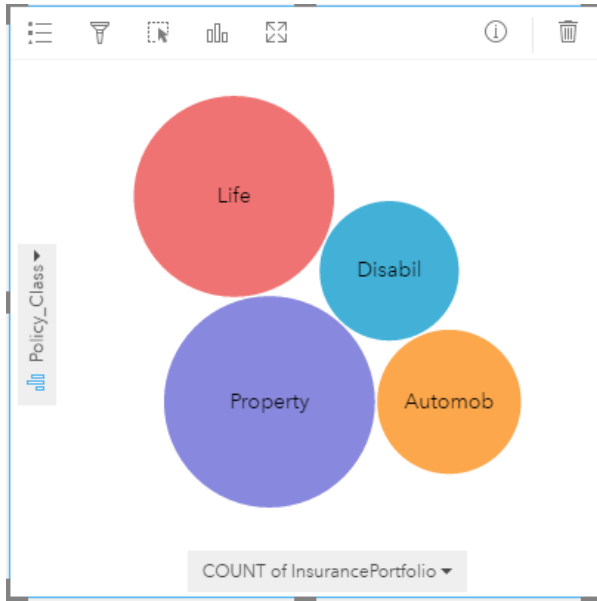 Life
Disabil
Policy_Class
Property
Automob
COUNT of InsurancePortfolio